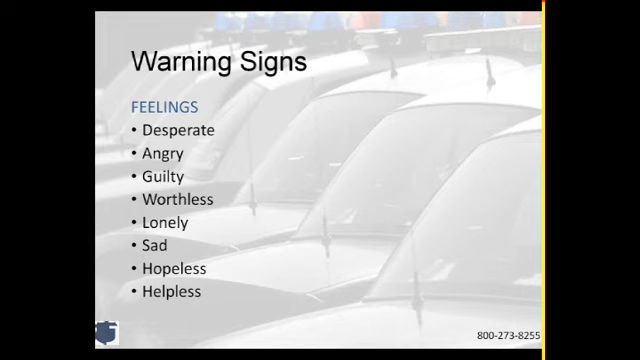 Warning Signs
FEELINGS
• Desperate
• Angry
• Guilty
• Worthless
• Lonely
• Sad
• Hopeless
• Helpless
800-273-8255